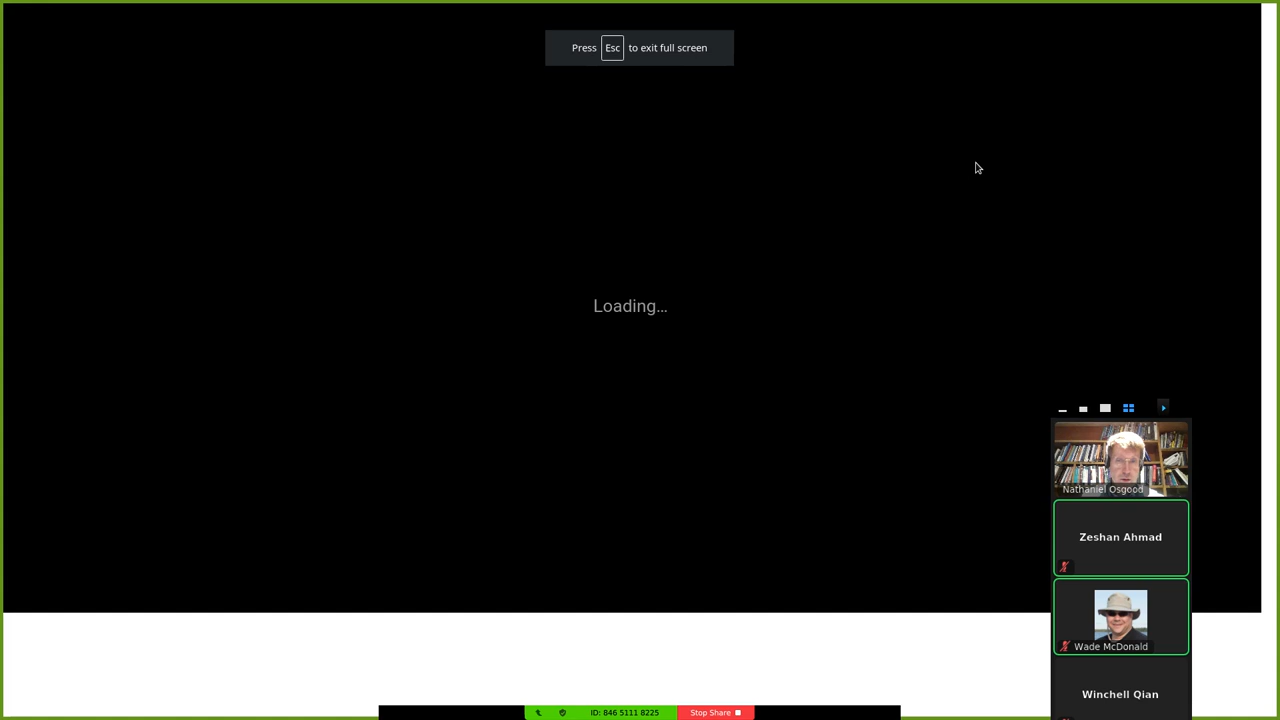 Press Esc to exit full screen
Loading...
Nathaniel Osgood
Zeshan Ahmad
Wade McDonald
Winchell Qian
ID: 846 5111 8225
Stop Share